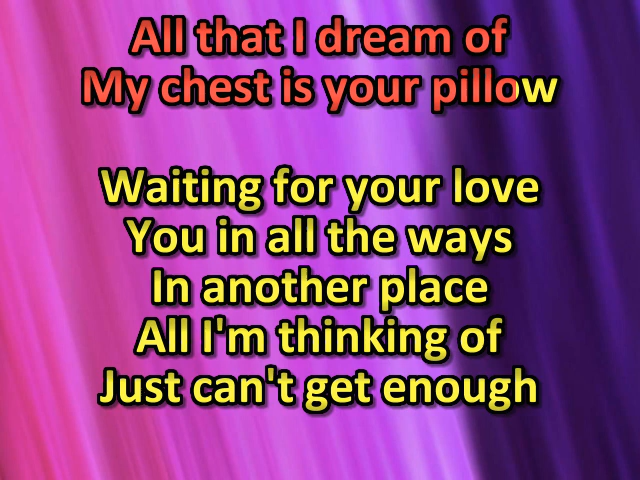 All that I dream of
My chest is your pillow
Waiting for your love
You in all the ways
In another place
All I'm thinking of
Just can't get enough